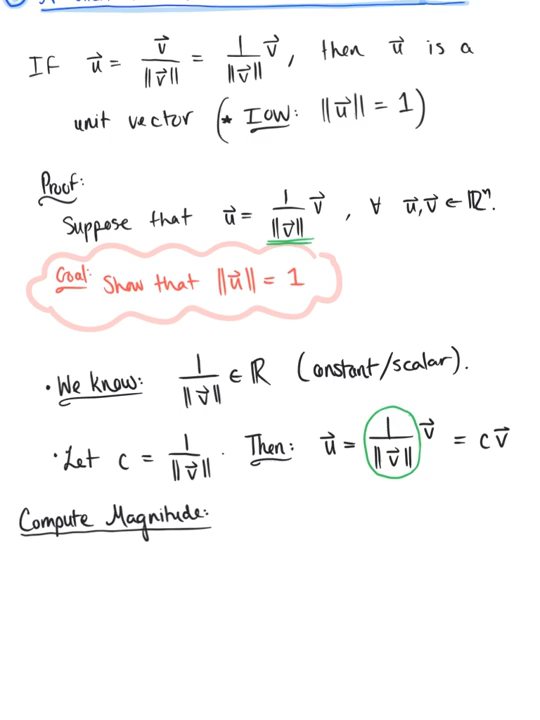 If u⃗ = v⃗/||v⃗|| = 1/||v⃗|| v⃗, then u⃗ is a
unit vector (* IOW: ||u⃗|| = 1)
Proof:
Suppose that u⃗ = 1/||v⃗|| v⃗, ∀ u⃗,v⃗ ∈ ℝⁿ.
Goal: Show that ||u⃗|| = 1
• We know: 1/||v⃗|| ∈ ℝ (constant/scalar).
• Let c = 1/||v⃗||. Then: u⃗ = 1/||v⃗|| v⃗ = cv⃗
Compute Magnitude: